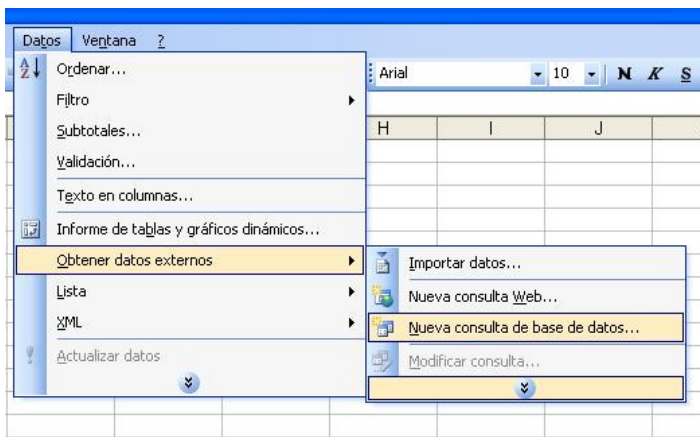 Datos Ventana ?
Ordenar...
Arial 10 N K S
Filtro
Subtotales...
H I J
Validación...
Texto en columnas...
Informe de tablas y gráficos dinámicos...
Obtener datos externos
Importar datos...
Lista
Nueva consulta Web...
XML
Nueva consulta de base de datos...
Actualizar datos
Modificar consulta...